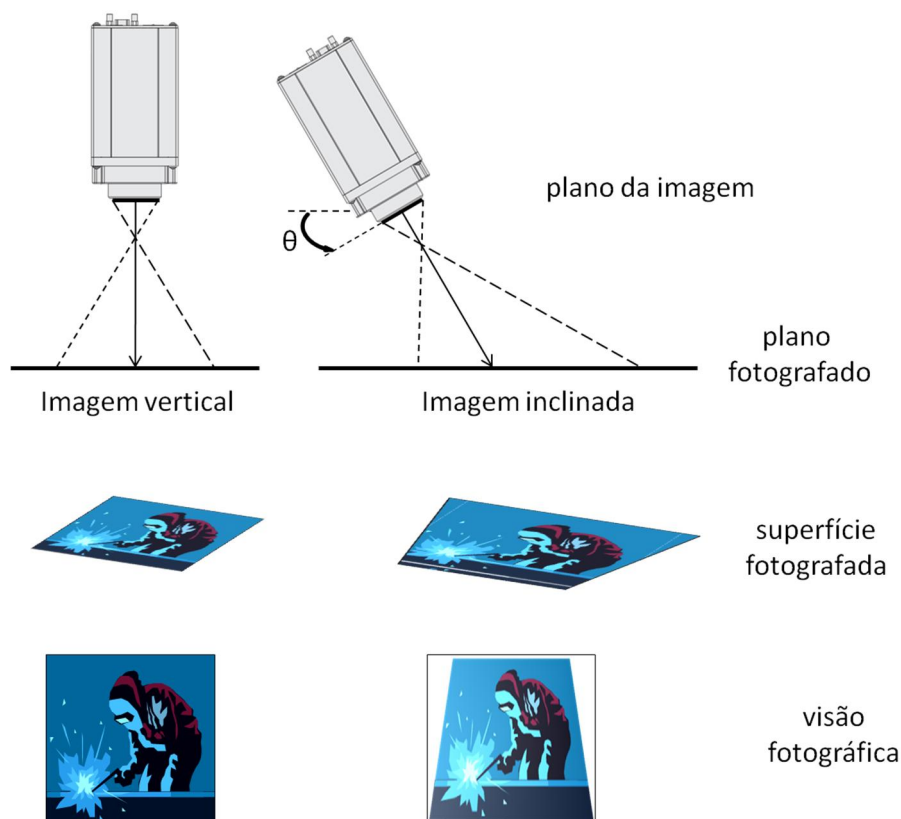 plano da imagem
θ
plano
fotografado
Imagem vertical
Imagem inclinada
superfície
fotografada
visão
fotográfica